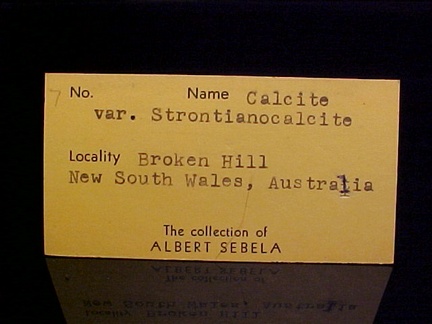 No. Name Calcite
var. Strontianocalcite
Locality Broken Hill
New South Wales, Australia
The collection of
ALBERT SEBELA